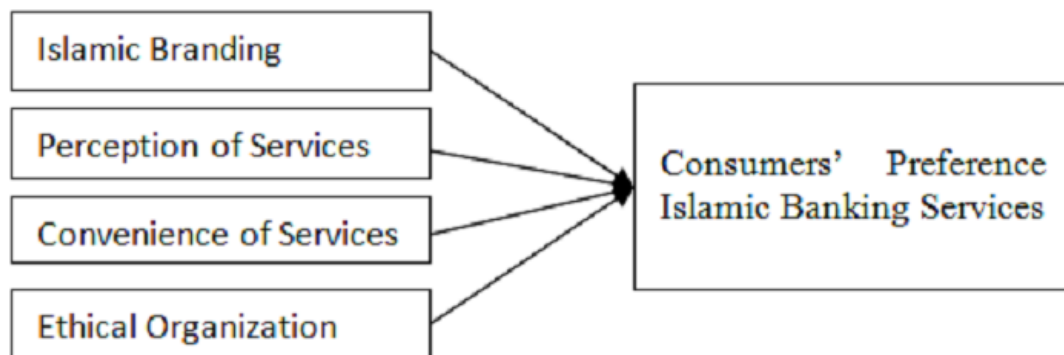 Islamic Branding
Perception of Services
Convenience of Services
Ethical Organization
Consumers’ Preference
Islamic Banking Services